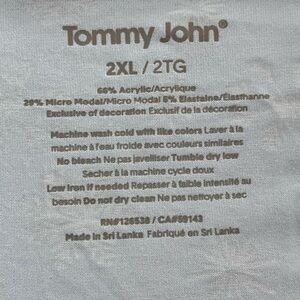 Tommy John®
2XL / 2TG
66% Acrylic/Acrylique
29% Micro Modal/Micro Modal 5% Elastane/Élasthanne
Exclusive of decoration Exclusif de la décoration
Machine wash cold with like colors Laver à la
machine à l'eau froide avec couleurs similaires
No bleach Ne pas javelliser Tumble dry low
Sécher à la machine cycle doux
Low iron if needed Repasser à faible intensité au
besoin Do not dry clean Ne pas nettoyer à sec
RN#126538 / CA#59143
Made in Sri Lanka Fabriqué en Sri Lanka